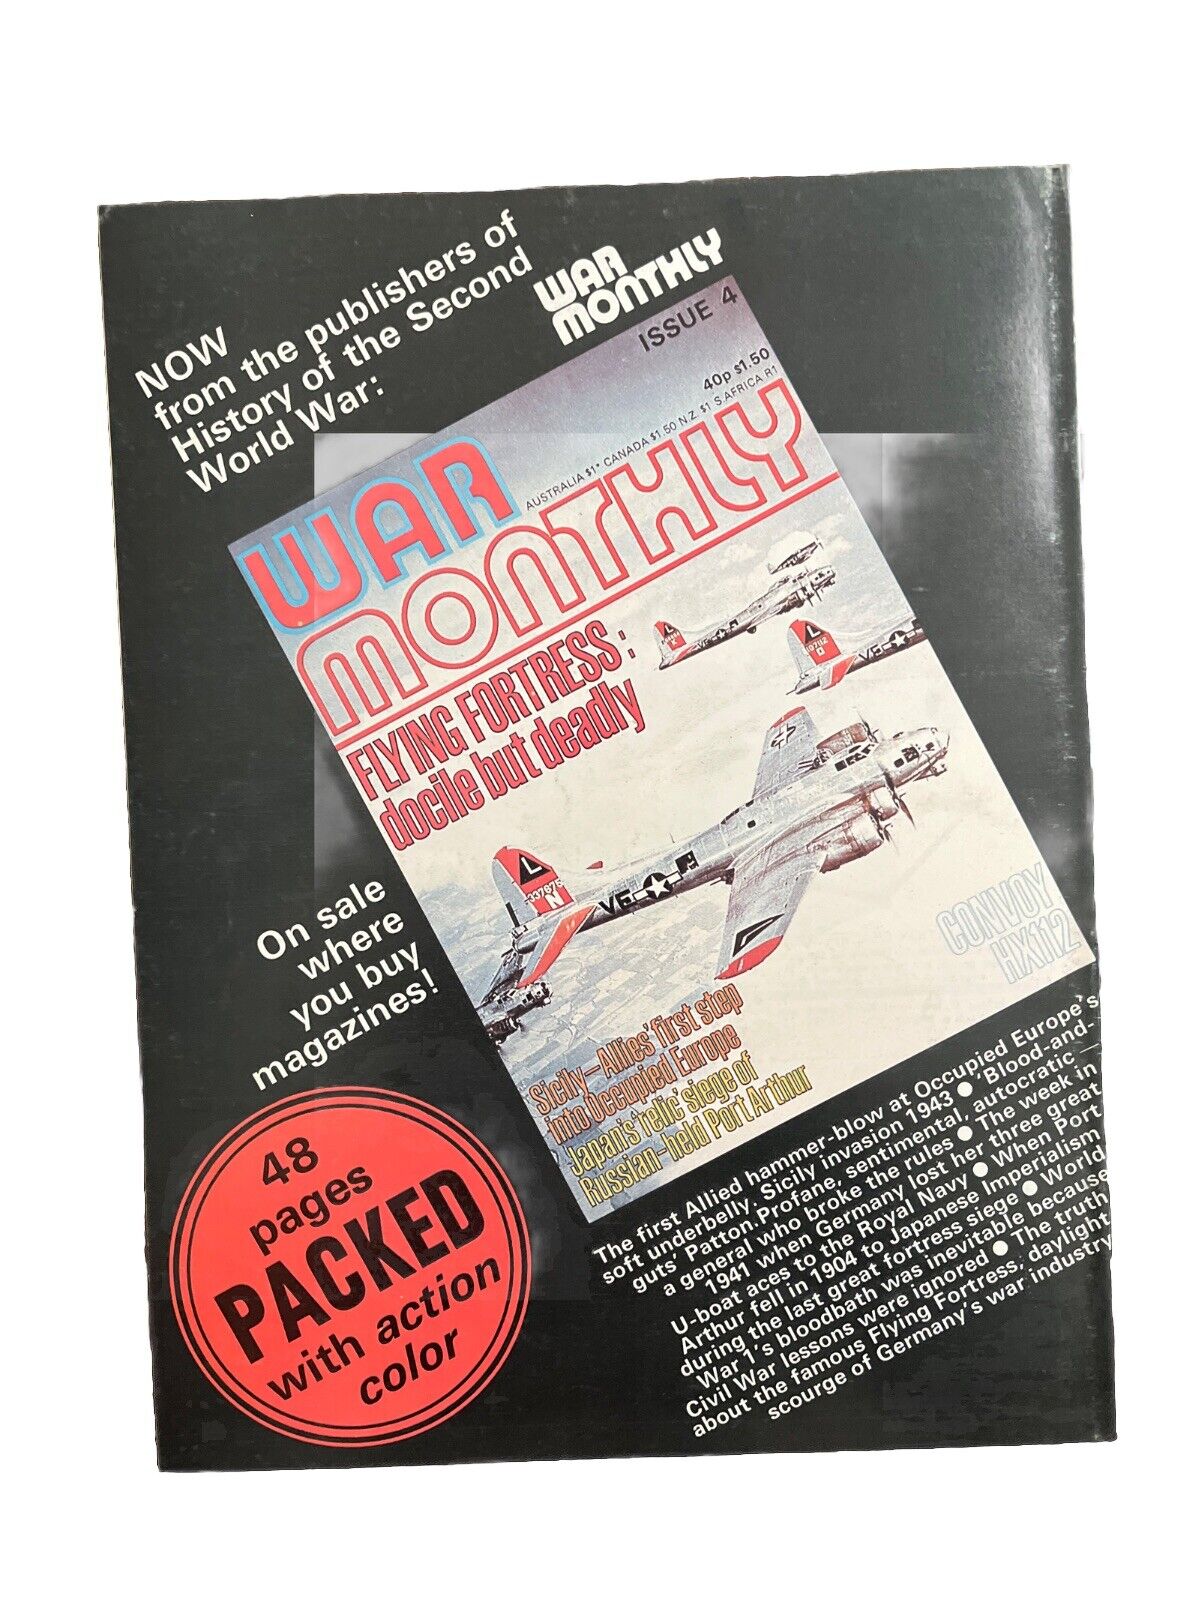 NOW
from the publishers of
History of the Second
World War:
WAR
MONTHLY
ISSUE 4
40p $1.50
AUSTRALIA $1* CANADA $1.50 N.Z. $1 S.AFRICA R1
WAR
MONTHLY
FLYING FORTRESS:
docile but deadly
L
L
D
L
337675
N
VE
CONVOY
HX112
Sicily–Allies' first step
into Occupied Europe
Japan's 'relic' siege of
Russian-held Port Arthur
On sale
where
you buy
magazines!
48
pages
PACKED
with action
color
The first Allied hammer-blow at Occupied Europe's
soft underbelly. Sicily invasion 1943 ● 'Blood-and-
guts' Patton. Profane, sentimental, autocratic —
a general who broke the rules ● The week in
1941 when Germany lost her three great
U-boat aces to the Royal Navy ● When Port
Arthur fell in 1904 to Japanese Imperialism
during the last great fortress siege ● World
War 1's bloodbath was inevitable because
Civil War lessons were ignored ● The truth
about the famous Flying Fortress, daylight
scourge of Germany's war industry